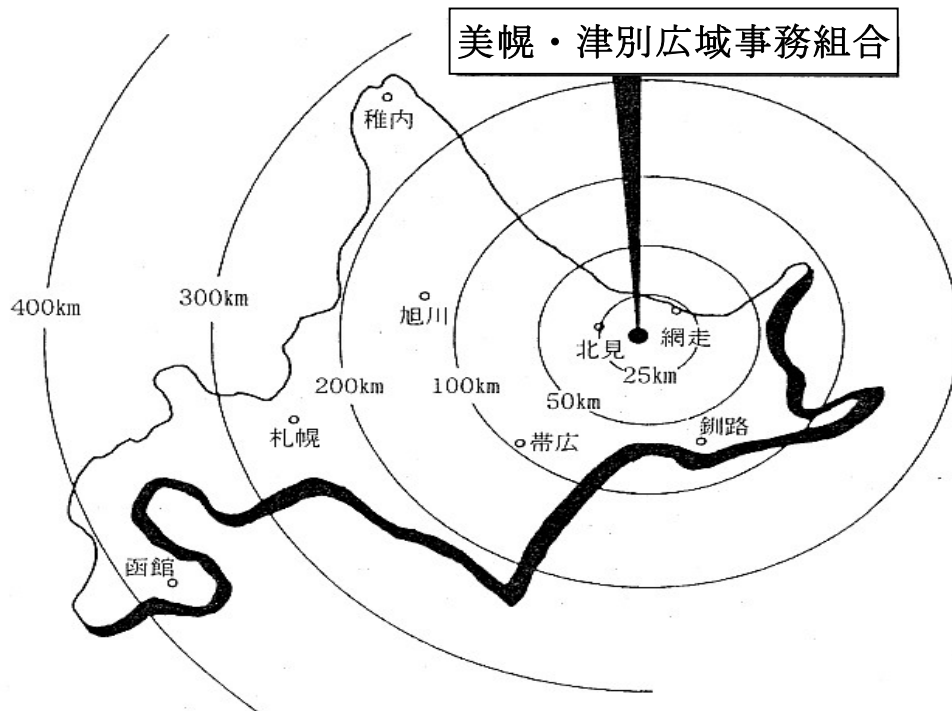 美幌・津別広域事務組合
稚内
400km
300km
旭川
北見
網走
200km
100km
25km
50km
札幌
帯広
釧路
函館